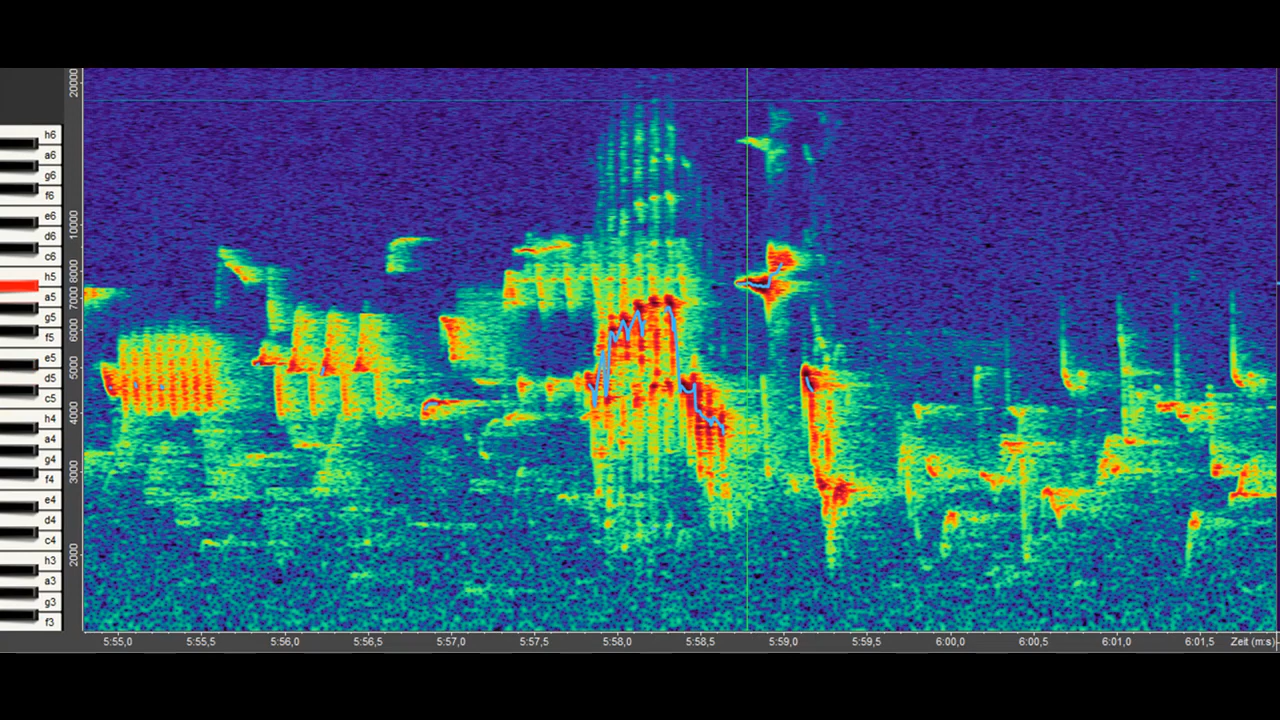 20000
10000
8000
7000
6000
5000
4000
3000
2000
h6
a6
g6
f6
e6
d6
c6
h5
a5
g5
f5
e5
d5
c5
h4
a4
g4
f4
e4
d4
c4
h3
a3
g3
f3
5:55,0 5:55,5 5:56,0 5:56,5 5:57,0 5:57,5 5:58,0 5:58,5 5:59,0 5:59,5 6:00,0 6:00,5 6:01,0 6:01,5 Zeit (m:s)